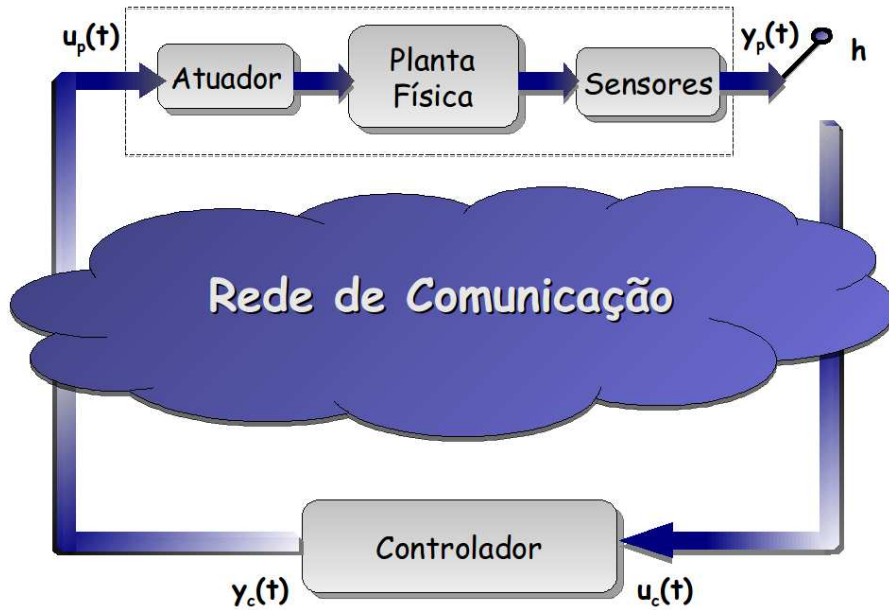 u_p(t)
Atuador
Planta
Física
Sensores
y_p(t)
h
Rede de Comunicação
Controlador
y_c(t)
u_c(t)